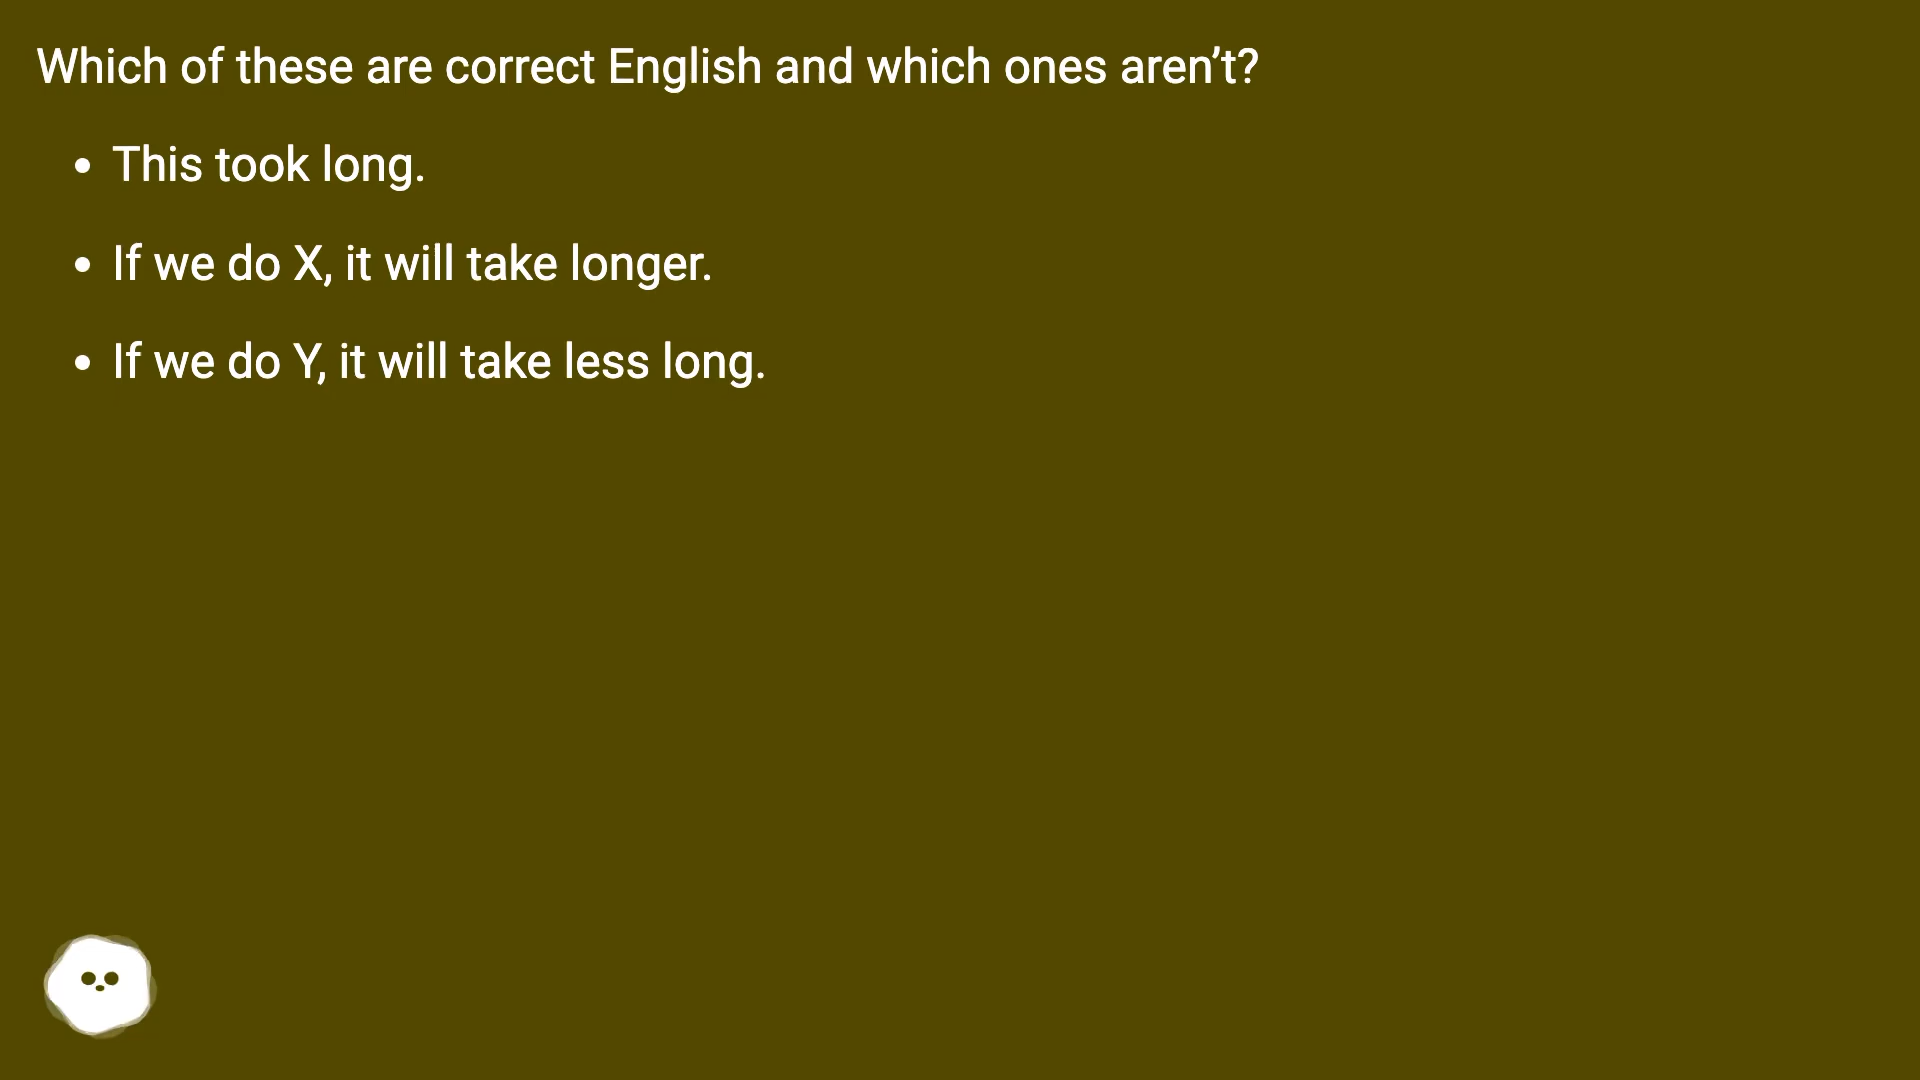 Which of these are correct English and which ones aren’t?
• This took long.
• If we do X, it will take longer.
• If we do Y, it will take less long.